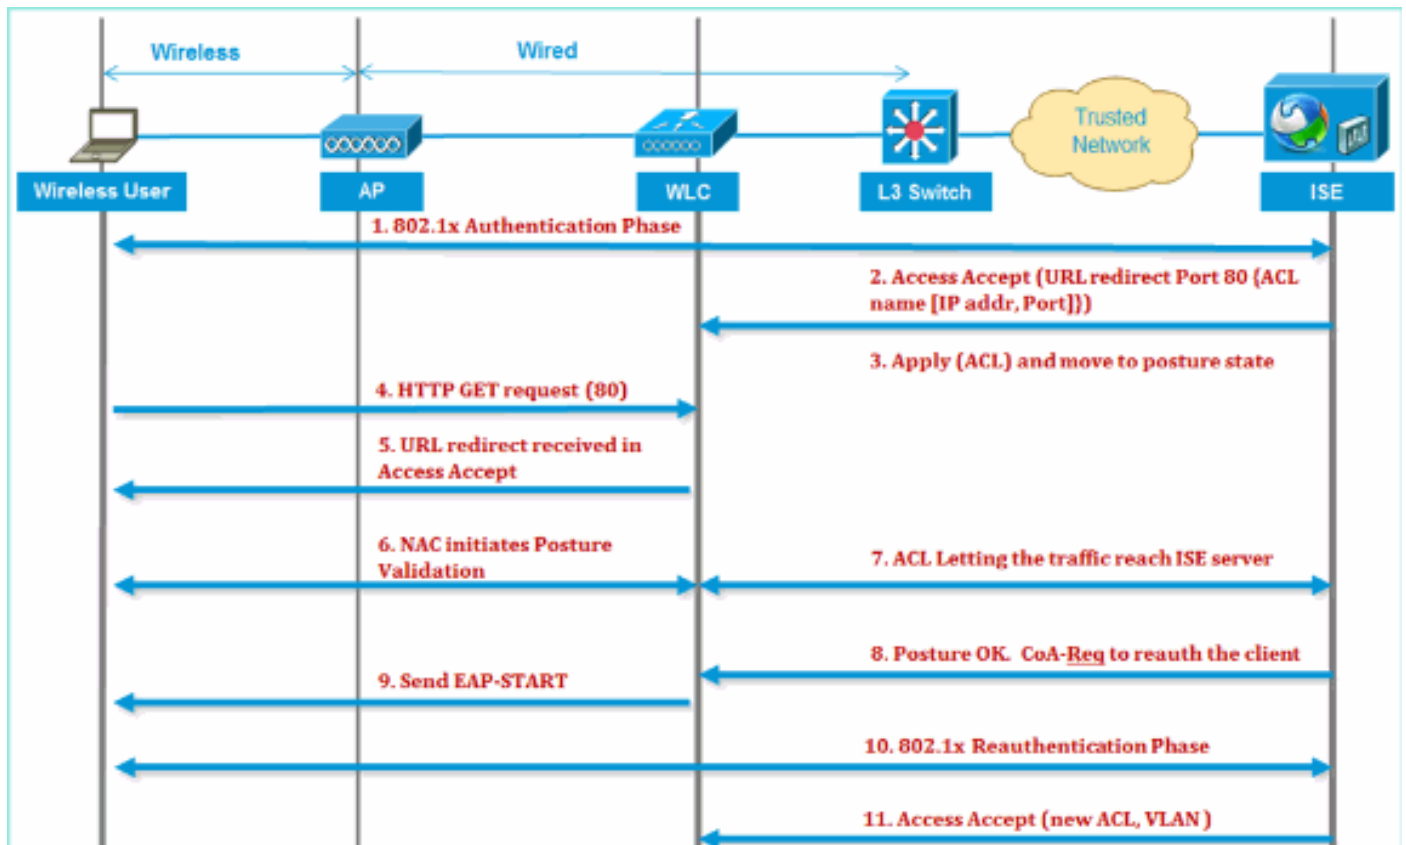 Wireless
Wired
Trusted
Network
Wireless User
AP
WLC
L3 Switch
ISE
1. 802.1x Authentication Phase
2. Access Accept (URL redirect Port 80 (ACL
name [IP addr, Port]))
3. Apply (ACL) and move to posture state
4. HTTP GET request (80)
5. URL redirect received in
Access Accept
6. NAC initiates Posture
Validation
7. ACL Letting the traffic reach ISE server
8. Posture OK. CoA-Req to reauth the client
9. Send EAP-START
10. 802.1x Reauthentication Phase
11. Access Accept (new ACL, VLAN )